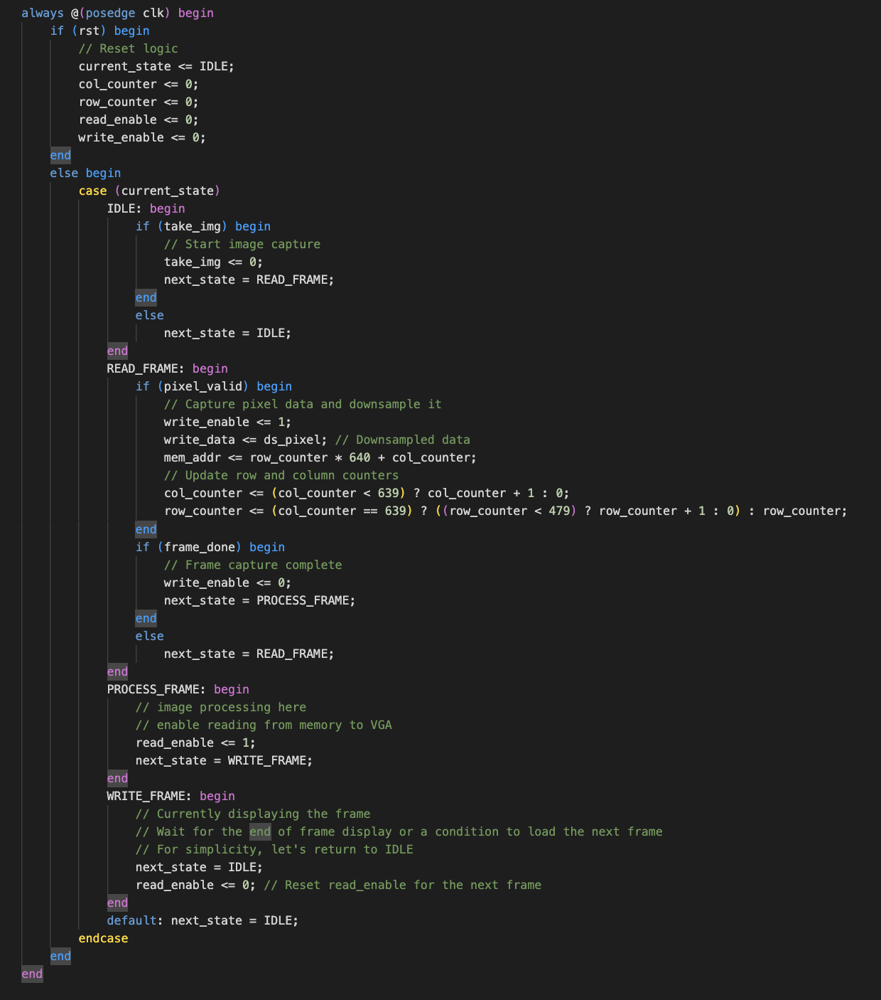 always @(posedge clk) begin
    if (rst) begin
        // Reset logic
        current_state <= IDLE;
        col_counter <= 0;
        row_counter <= 0;
        read_enable <= 0;
        write_enable <= 0;
    end
    else begin
        case (current_state)
            IDLE: begin
                if (take_img) begin
                    // Start image capture
                    take_img <= 0;
                    next_state = READ_FRAME;
                end
                else
                    next_state = IDLE;
            end
            READ_FRAME: begin
                if (pixel_valid) begin
                    // Capture pixel data and downsample it
                    write_enable <= 1;
                    write_data <= ds_pixel; // Downsampled data
                    mem_addr <= row_counter * 640 + col_counter;
                    // Update row and column counters
                    col_counter <= (col_counter < 639) ? col_counter + 1 : 0;
                    row_counter <= (col_counter == 639) ? ((row_counter < 479) ? row_counter + 1 : 0) : row_counter;
                end
                if (frame_done) begin
                    // Frame capture complete
                    write_enable <= 0;
                    next_state = PROCESS_FRAME;
                end
                else
                    next_state = READ_FRAME;
            end
            PROCESS_FRAME: begin
                // image processing here
                // enable reading from memory to VGA
                read_enable <= 1;
                next_state = WRITE_FRAME;
            end
            WRITE_FRAME: begin
                // Currently displaying the frame
                // Wait for the end of frame display or a condition to load the next frame
                // For simplicity, let's return to IDLE
                next_state = IDLE;
                read_enable <= 0; // Reset read_enable for the next frame
            end
            default: next_state = IDLE;
        endcase
    end
end